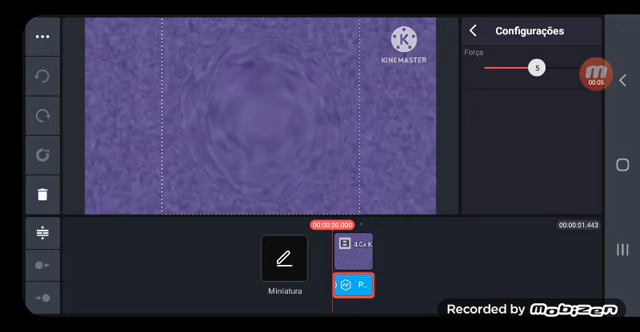 Configurações
Força
5
KINEMASTER
00:05
00:00:00.000
00:00:01.443
4.0x K
P...
Miniatura
Recorded by MOBIZEN